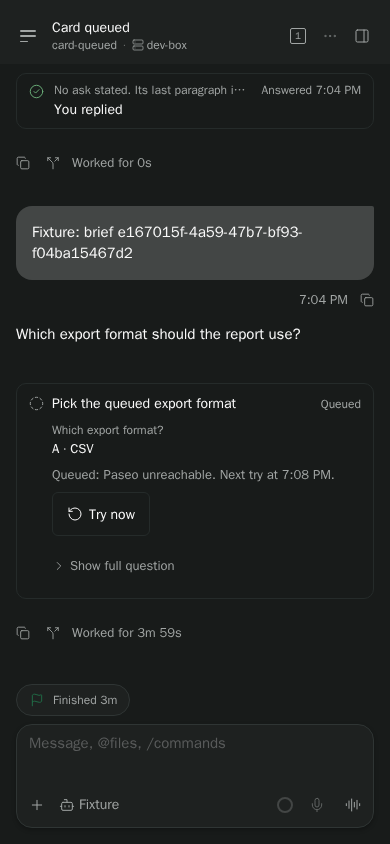 Card queued
card-queued · dev-box
1
No ask stated. Its last paragraph i··· Answered 7:04 PM
You replied
Worked for 0s
Fixture: brief e167015f-4a59-47b7-bf93-
f04ba15467d2
7:04 PM
Which export format should the report use?
Pick the queued export format Queued
Which export format?
A · CSV
Queued: Paseo unreachable. Next try at 7:08 PM.
Try now
Show full question
Worked for 3m 59s
Finished 3m
Message, @files, /commands
Fixture